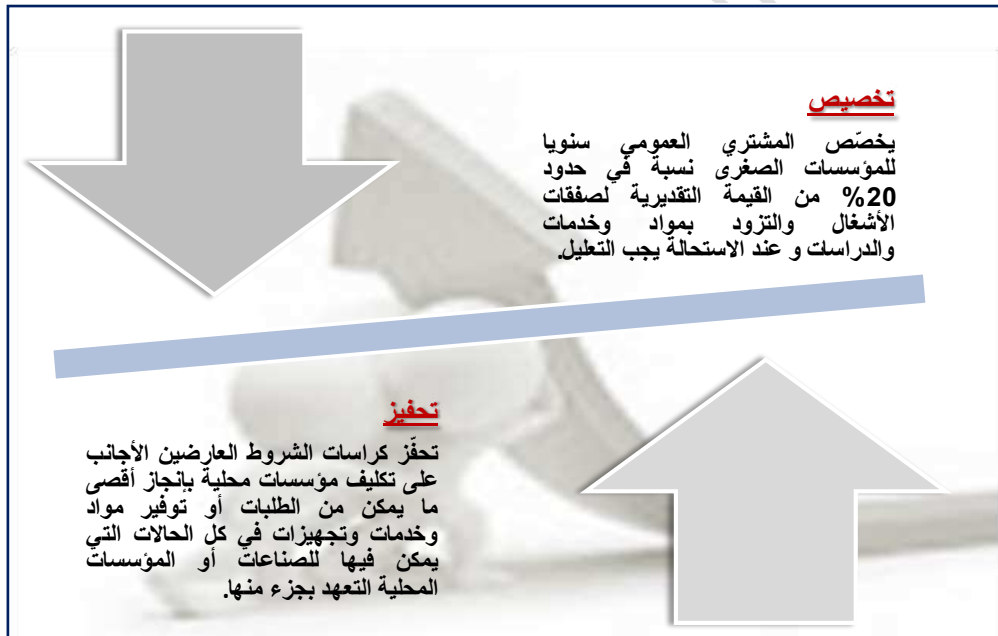 تخصيص
يخصّص المشتري العمومي سنويا
للمؤسسات الصغرى نسبة في حدود
20% من القيمة التقديرية لصفقات
الأشغال والتزود بمواد وخدمات
والدراسات و عند الاستحالة يجب التعليل.
تحفيز
تحفّز كراسات الشروط العارضين الأجانب
على تكليف مؤسسات محلية بإنجاز أقصى
ما يمكن من الطلبات أو توفير مواد
وخدمات وتجهيزات في كل الحالات التي
يمكن فيها للصناعات أو المؤسسات
المحلية التعهد بجزء منها.